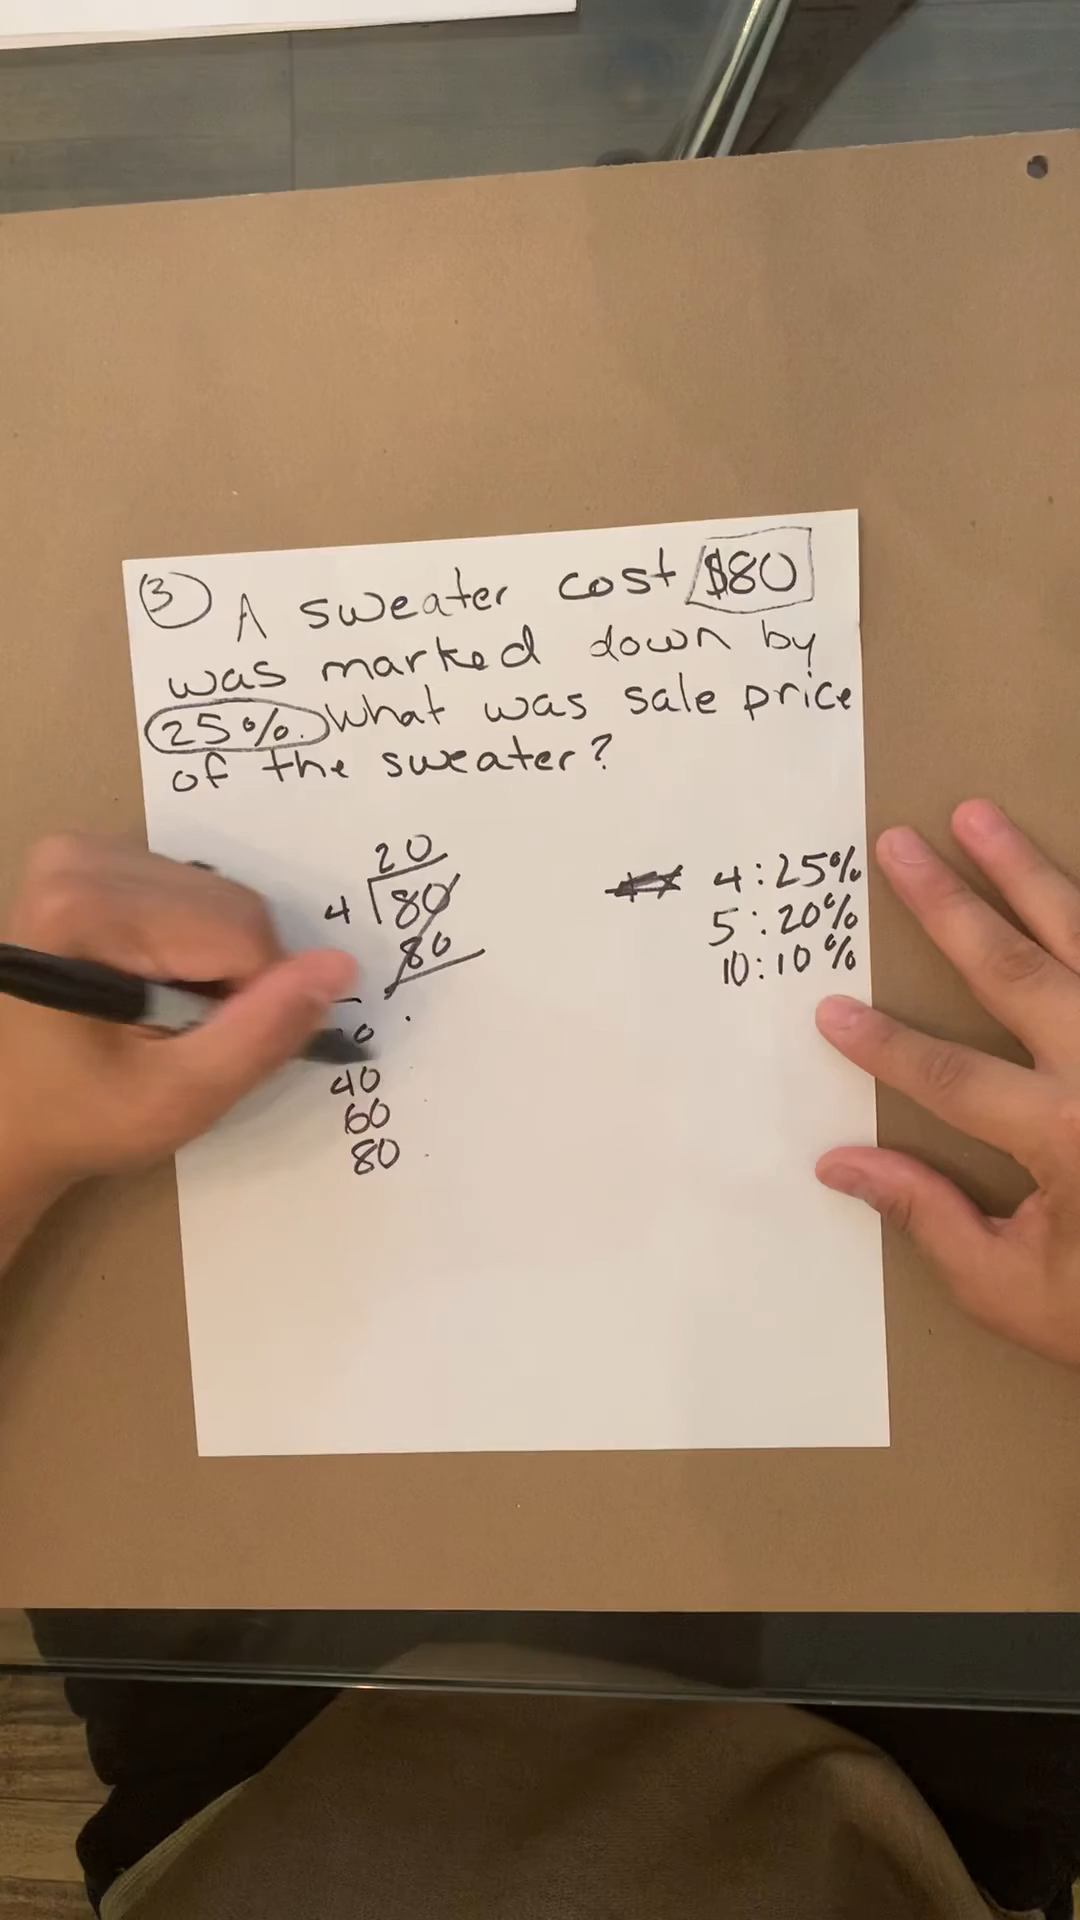 3 A sweater cost $80
was marked down by
25%. What was sale price
of the sweater?
20
4 80
80
40
60
80
4:25%
5:20%
10:10%